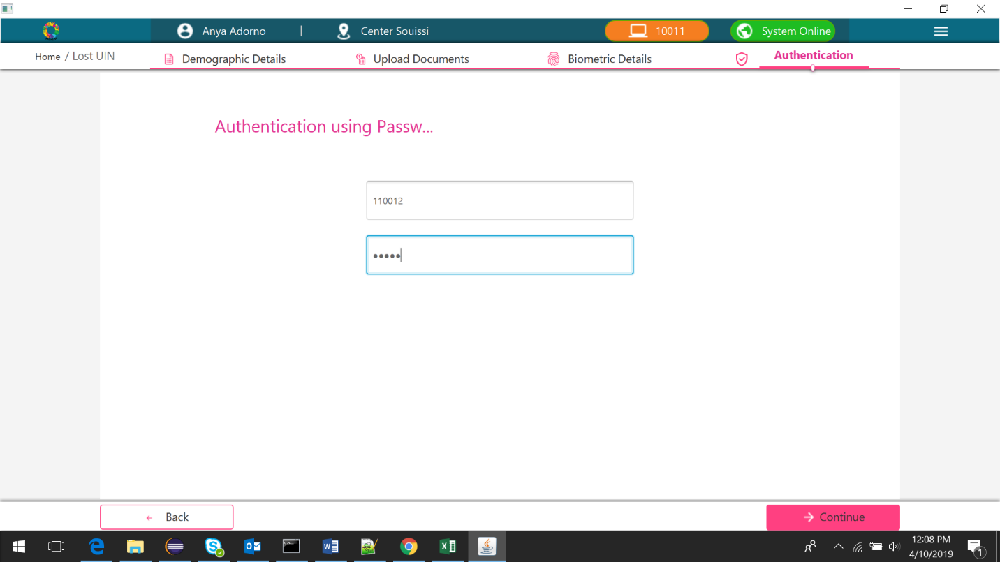 Anya Adorno | Center Souissi 10011 System Online
Home / Lost UIN Demographic Details Upload Documents Biometric Details Authentication
Authentication using Passw...
110012
•••••
Back Continue
12:08 PM
4/10/2019
1